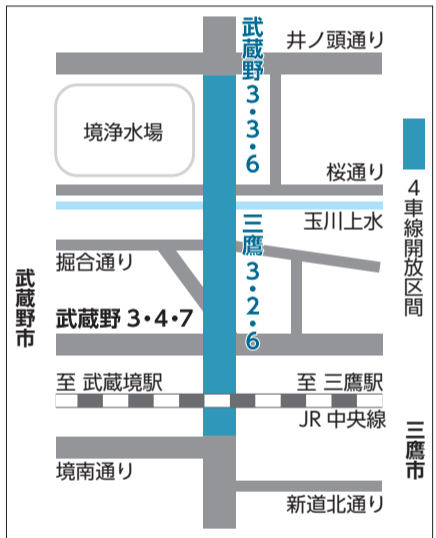 井ノ頭通り
武蔵野3・3・6
境浄水場
桜通り
4車線開放区間
玉川上水
三鷹3・2・6
掘合通り
武蔵野市
武蔵野 3・4・7
至 武蔵境駅
至 三鷹駅
JR 中央線
三鷹市
境南通り
新道北通り